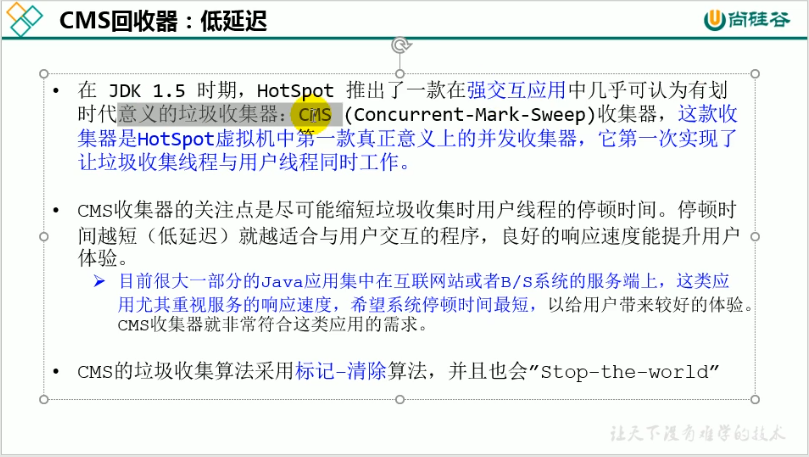 CMS回收器：低延迟
尚硅谷
• 在 JDK 1.5 时期，HotSpot 推出了一款在强交互应用中几乎可认为有划
时代意义的垃圾收集器：CMS (Concurrent-Mark-Sweep)收集器，这款收
集器是HotSpot虚拟机中第一款真正意义上的并发收集器，它第一次实现了
让垃圾收集线程与用户线程同时工作。
• CMS收集器的关注点是尽可能缩短垃圾收集时用户线程的停顿时间。停顿时
间越短（低延迟）就越适合与用户交互的程序，良好的响应速度能提升用户
体验。
➢ 目前很大一部分的Java应用集中在互联网站或者B/S系统的服务端上，这类应
用尤其重视服务的响应速度，希望系统停顿时间最短，以给用户带来较好的体验。
CMS收集器就非常符合这类应用的需求。
• CMS的垃圾收集算法采用标记-清除算法，并且也会”Stop-the-world”
让天下没有难学的技术